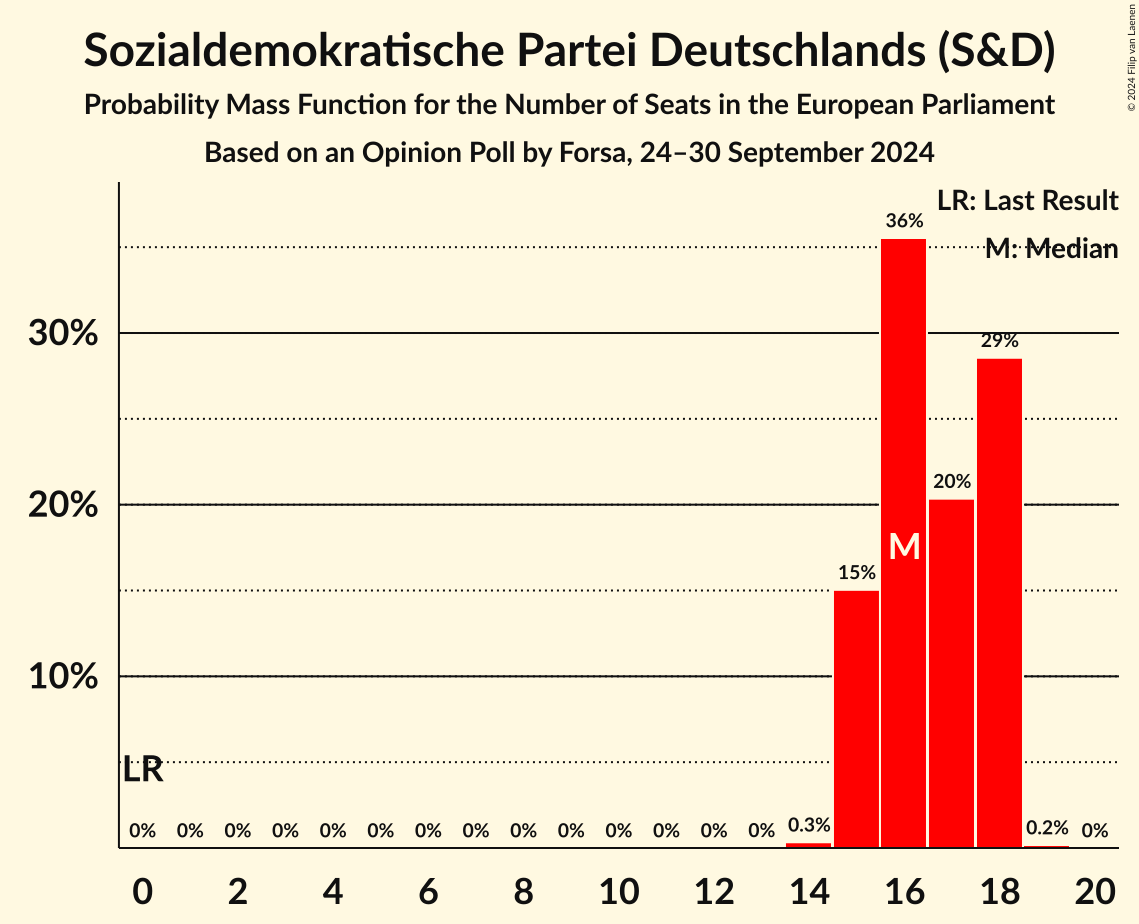 Sozialdemokratische Partei Deutschlands (S&D)
Probability Mass Function for the Number of Seats in the European Parliament
Based on an Opinion Poll by Forsa, 24–30 September 2024
© 2024 Filip van Laenen
LR: Last Result
M: Median
36%
30%
29%
20%
20%
M
15%
10%
LR
0% 0% 0% 0% 0% 0% 0% 0% 0% 0% 0% 0% 0% 0% 0.3% 0.2% 0%
0 2 4 6 8 10 12 14 16 18 20